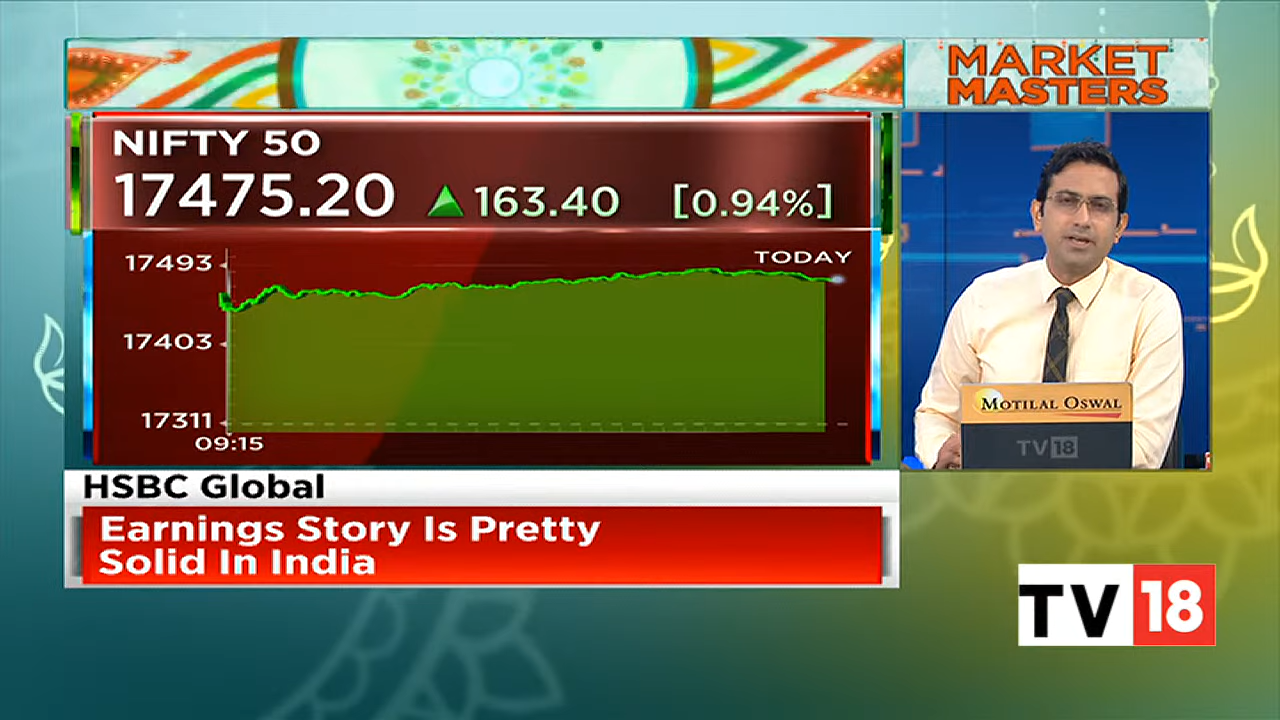 MARKET
MASTERS
NIFTY 50
17475.20 ▲ 163.40 [0.94%]
TODAY
17493
17403
17311
09:15
MOTILAL OSWAL
TV18
HSBC Global
Earnings Story Is Pretty
Solid In India
TV18